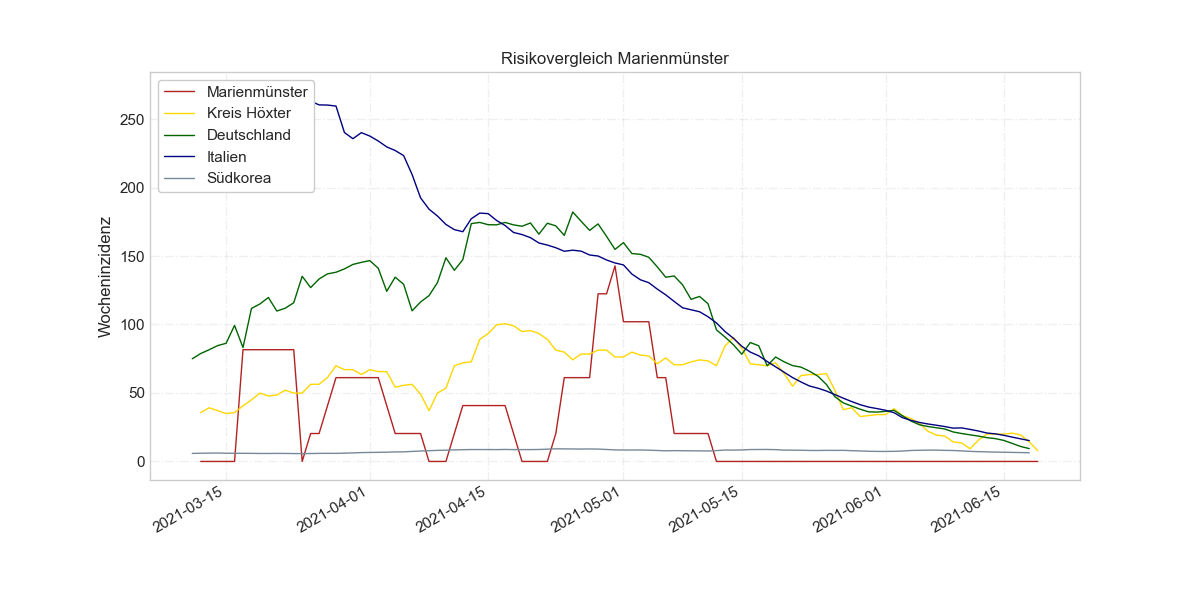 Risikovergleich Marienmünster
Marienmünster
Kreis Höxter
Deutschland
Italien
Südkorea
Wocheninzidenz
250
200
150
100
50
0
2021-03-15
2021-04-01
2021-04-15
2021-05-01
2021-05-15
2021-06-01
2021-06-15